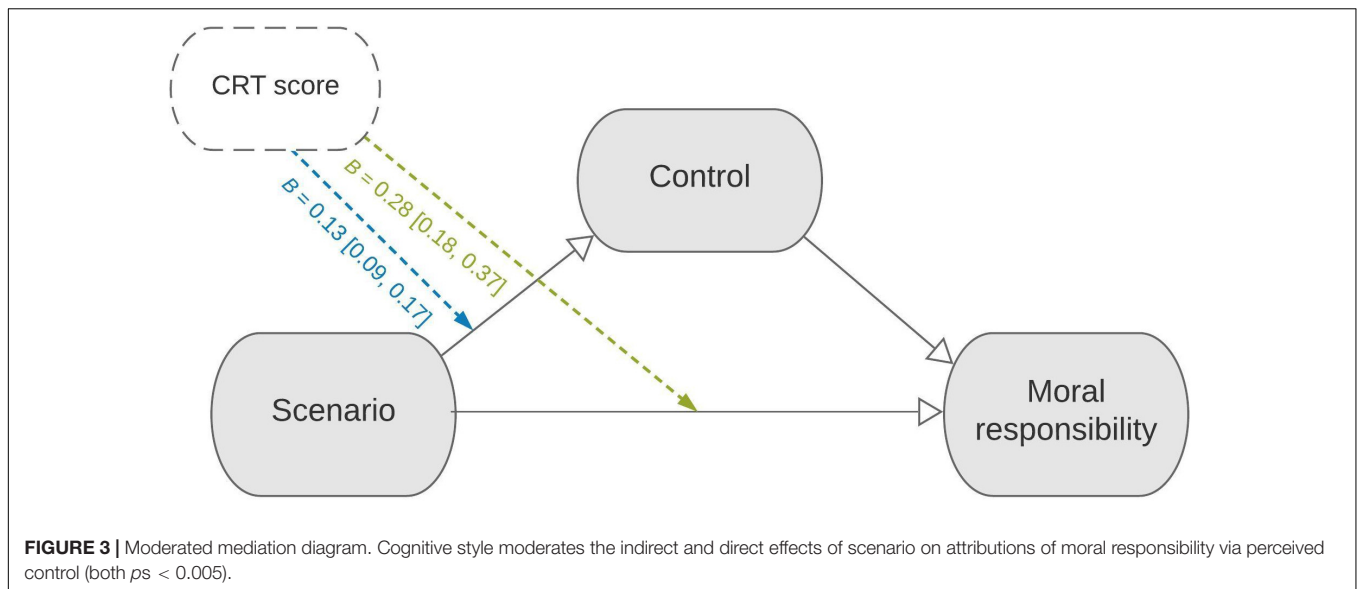 CRT score
Control
B = 0.28 [0.18, 0.37]
B = 0.13 [0.09, 0.17]
Scenario
Moral
responsibility
FIGURE 3 | Moderated mediation diagram. Cognitive style moderates the indirect and direct effects of scenario on attributions of moral responsibility via perceived
control (both ps < 0.005).